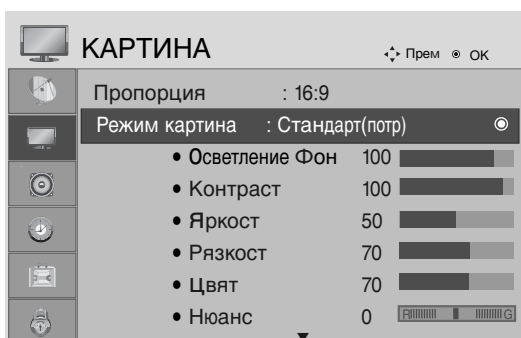 КАРТИНА Прем OK
Пропорция : 16:9
Режим картина : Стандарт(потр)
• Осветление Фон 100
• Контраст 100
• Яркост 50
• Рязкост 70
• Цвят 70
• Нюанс 0 R G